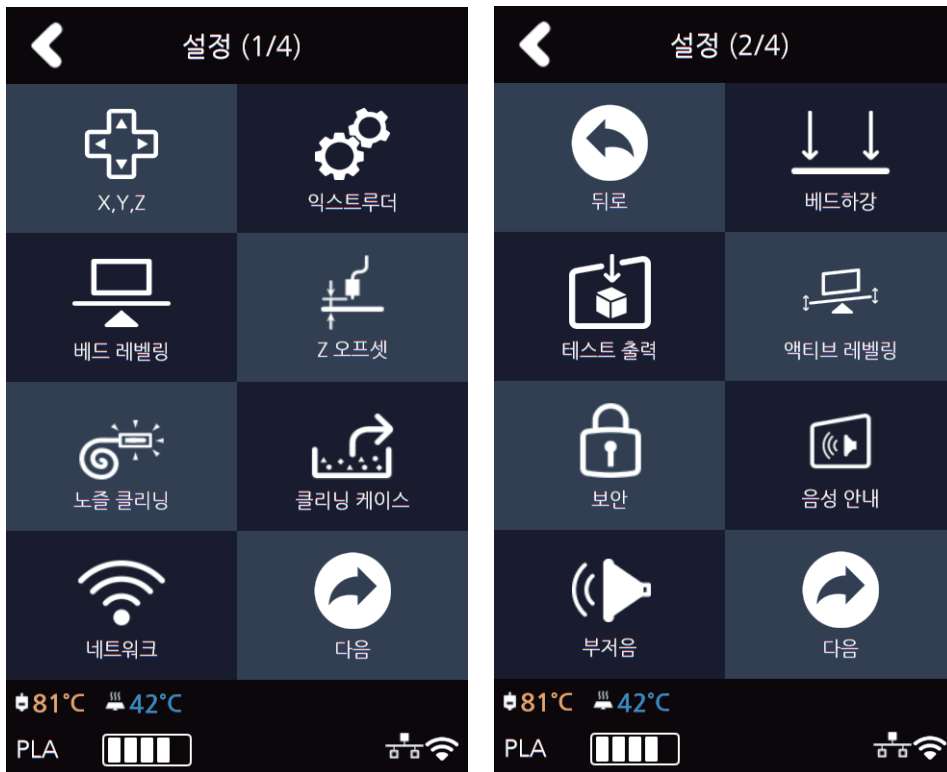 설정 (1/4)
X,Y,Z
익스트루더
베드 레벨링
Z 오프셋
노즐 클리닝
클리닝 케이스
네트워크
다음
81°C 42°C
PLA
설정 (2/4)
뒤로
베드하강
테스트 출력
액티브 레벨링
보안
음성 안내
부저음
다음
81°C 42°C
PLA